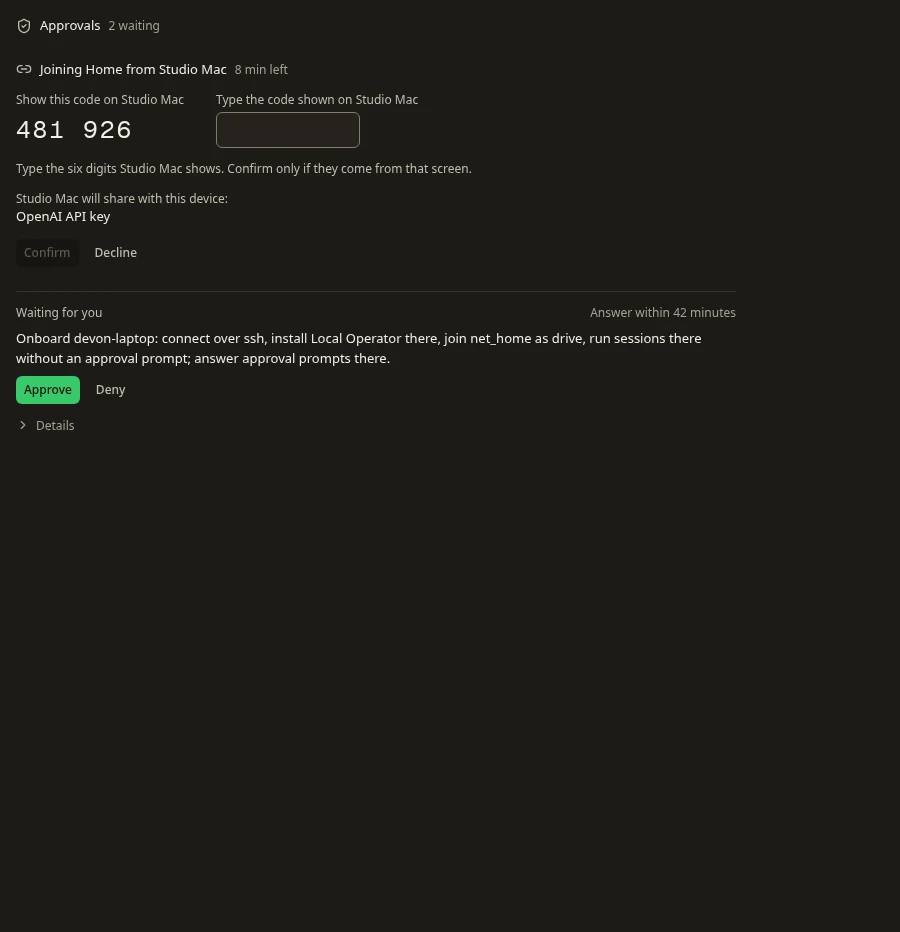 Approvals 2 waiting
Joining Home from Studio Mac 8 min left
Show this code on Studio Mac
Type the code shown on Studio Mac
481 926
Type the six digits Studio Mac shows. Confirm only if they come from that screen.
Studio Mac will share with this device:
OpenAI API key
Confirm Decline
Waiting for you Answer within 42 minutes
Onboard devon-laptop: connect over ssh, install Local Operator there, join net_home as drive, run sessions there
without an approval prompt; answer approval prompts there.
Approve Deny
Details